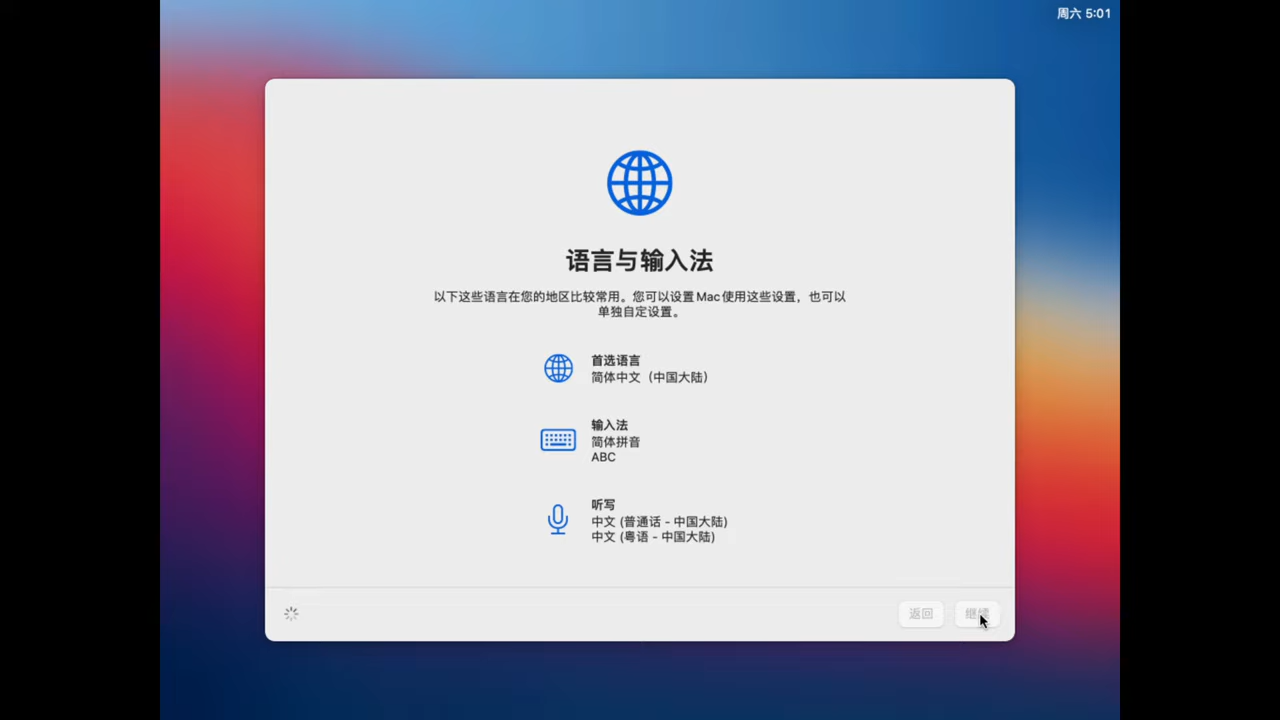 周六 5:01
语言与输入法
以下这些语言在您的地区比较常用。您可以设置 Mac 使用这些设置，也可以
单独自定设置。
首选语言
简体中文（中国大陆）
输入法
简体拼音
ABC
听写
中文 (普通话 - 中国大陆)
中文 (粤语 - 中国大陆)
返回
继续